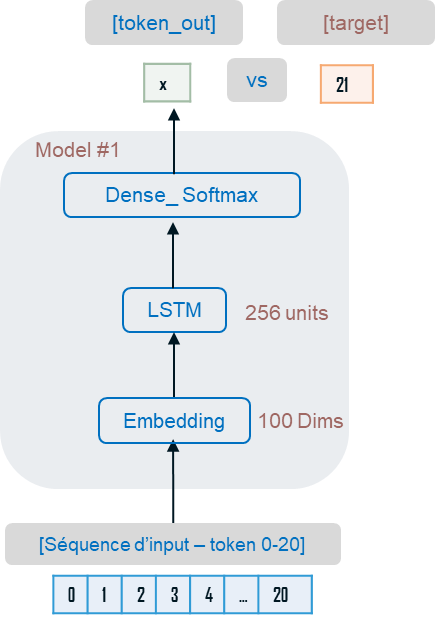 [token_out] [target]
x vs 21
Model #1
Dense_ Softmax
LSTM 256 units
Embedding 100 Dims
[Séquence d’input – token 0-20]
0 1 2 3 4 ... 20